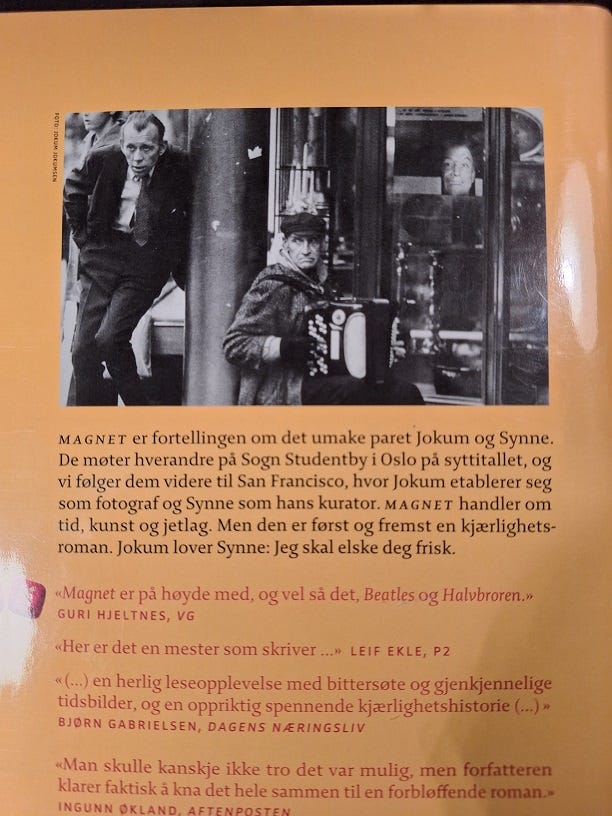 FOTO: JOKUM JOKUMSEN
MAGNET er fortellingen om det umake paret Jokum og Synne.
De møter hverandre på Sogn Studentby i Oslo på syttitallet, og
vi følger dem videre til San Francisco, hvor Jokum etablerer seg
som fotograf og Synne som hans kurator. MAGNET handler om
tid, kunst og jetlag. Men den er først og fremst en kjærlighets-
roman. Jokum lover Synne: Jeg skal elske deg frisk.
«Magnet er på høyde med, og vel så det, Beatles og Halvbroren.»
GURI HJELTNES, VG
«Her er det en mester som skriver ...» LEIF EKLE, P2
«(...) en herlig leseopplevelse med bittersøte og gjenkjennelige
tidsbilder, og en oppriktig spennende kjærlighetshistorie (...)»
BJØRN GABRIELSEN, DAGENS NÆRINGSLIV
«Man skulle kanskje ikke tro det var mulig, men forfatteren
klarer faktisk å kna det hele sammen til en forbløffende roman.»
INGUNN ØKLAND, AFTENPOSTEN